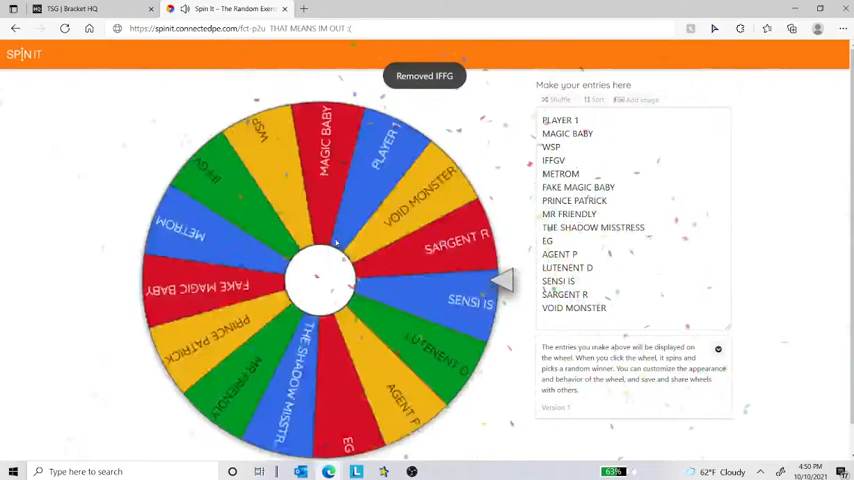 TSG | Bracket HQ
Spin It – The Random Exerc
https://spinit.connectedpe.com/fct-p2u THAT MEANS IM OUT :(
SPIN IT
Removed IFFG
Make your entries here
Shuffle Sort Add image
PLAYER 1
MAGIC BABY
WSP
IFFGV
METROM
FAKE MAGIC BABY
PRINCE PATRICK
MR FRIENDLY
THE SHADOW MISSTRESS
EG
AGENT P
LUTENENT D
SENSI IS
SARGENT R
VOID MONSTER
The entries you make above will be displayed on
the wheel. When you click the wheel, it spins and
picks a random winner. You can customize the appearance
and behavior of the wheel, and save and share wheels
with others.
Version 1
MAGIC BABY
PLAYER 1
VOID MONSTER
SARGENT R
SENSI IS
LUTENENT D
AGENT P
EG
THE SHADOW MISSTR...
MR FRIENDLY
PRINCE PATRICK
FAKE MAGIC BABY
METROM
IFFGV
WSP
Type here to search
63%
62°F Cloudy
4:50 PM
10/10/2021